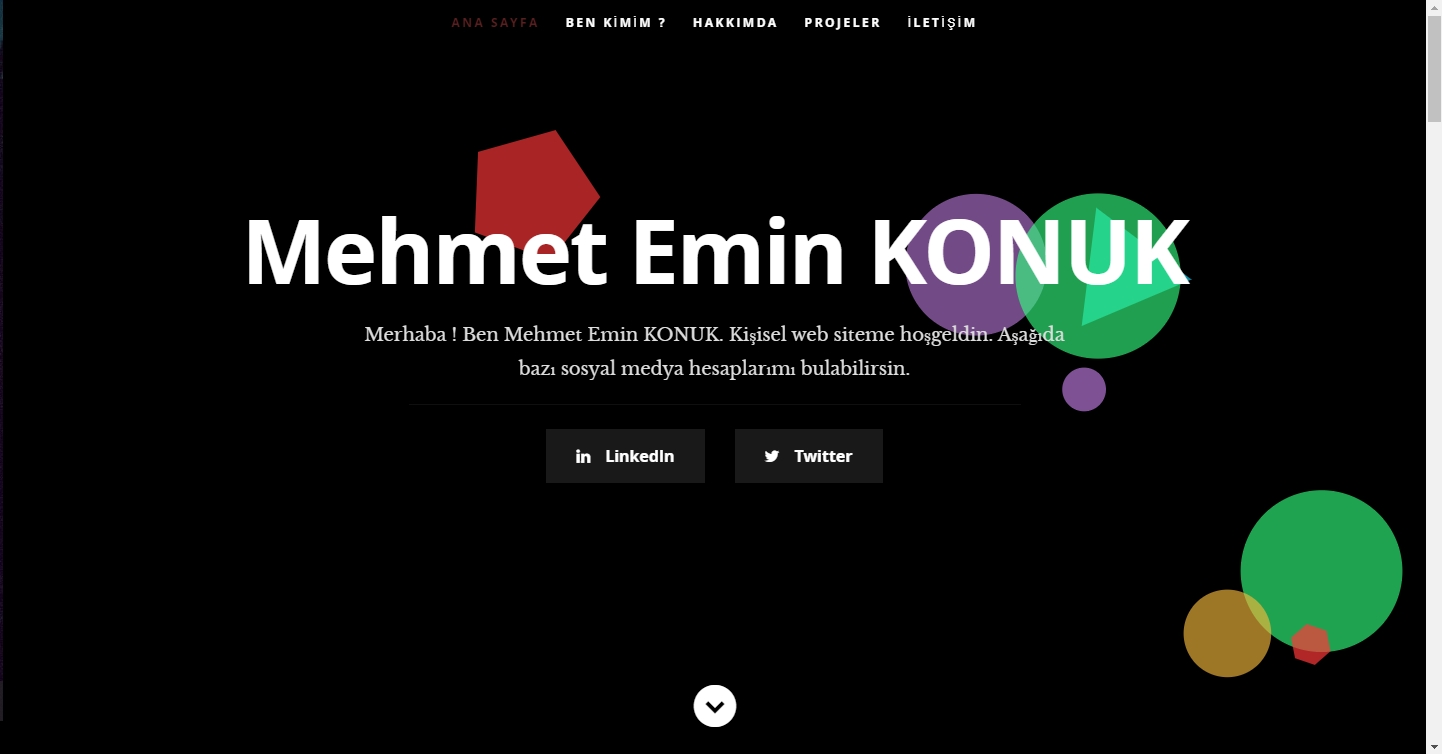 ANA SAYFA BEN KİMİM ? HAKKIMDA PROJELER İLETİŞİM
Mehmet Emin KONUK
Merhaba ! Ben Mehmet Emin KONUK. Kişisel web siteme hoşgeldin. Aşağıda
bazı sosyal medya hesaplarımı bulabilirsin.
LinkedIn Twitter